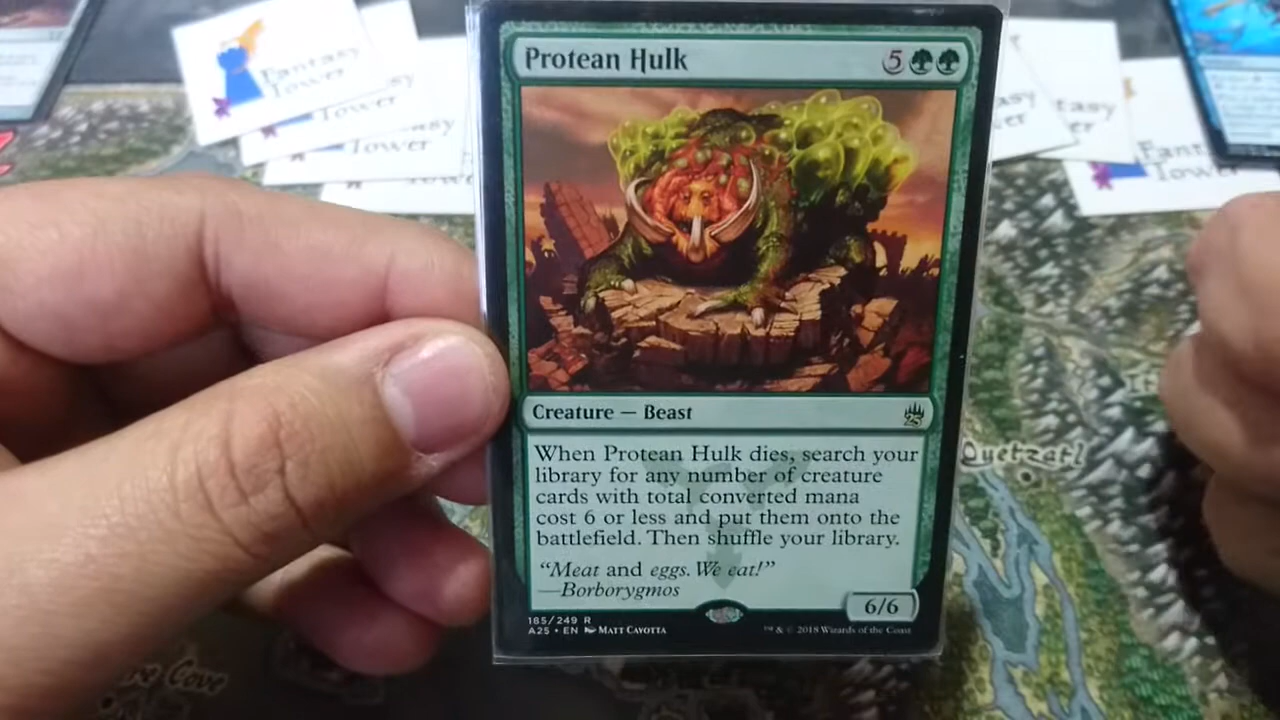 Fantasy
Tower
Tower
Protean Hulk
5
Creature — Beast
25
When Protean Hulk dies, search your
library for any number of creature
cards with total converted mana
cost 6 or less and put them onto the
battlefield. Then shuffle your library.
“Meat and eggs. We eat!”
—Borborygmos
6/6
185/249 R
A25 • EN MATT CAVOTTA
™ & © 2018 Wizards of the Coast
Quetzatl
Cove